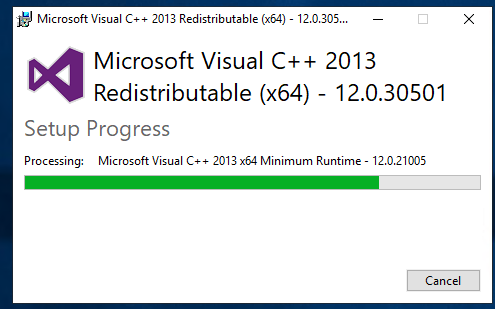 Microsoft Visual C++ 2013 Redistributable (x64) - 12.0.305...
Microsoft Visual C++ 2013
Redistributable (x64) - 12.0.30501
Setup Progress
Processing: Microsoft Visual C++ 2013 x64 Minimum Runtime - 12.0.21005
Cancel